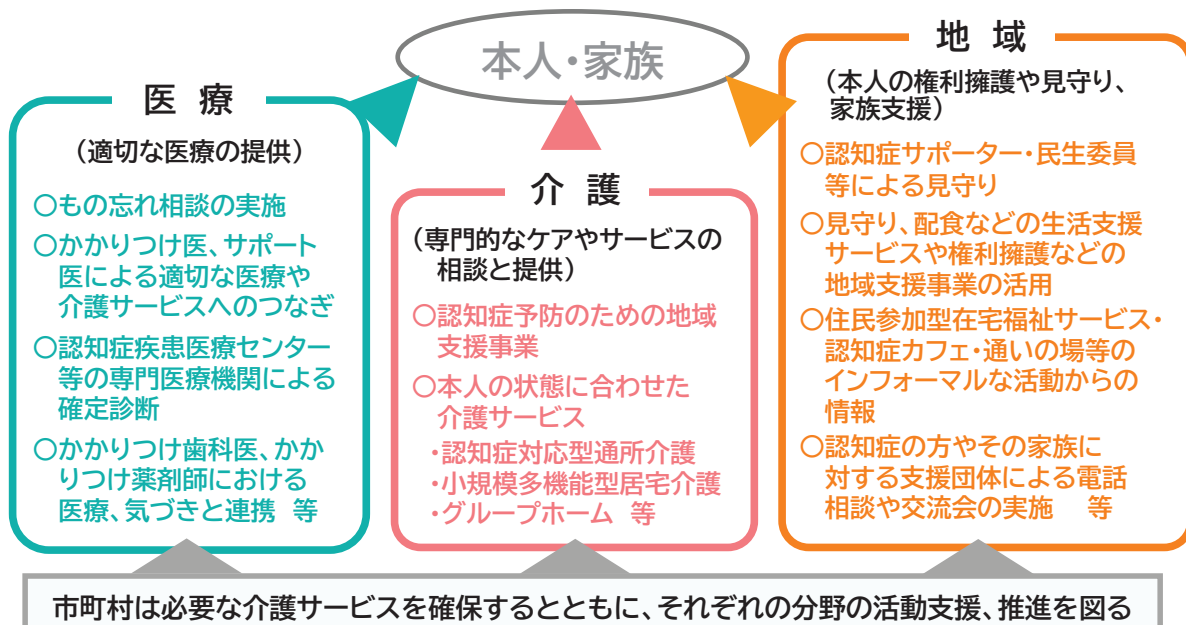 本人・家族
医 療
（適切な医療の提供）
○もの忘れ相談の実施
○かかりつけ医、サポート
医による適切な医療や
介護サービスへのつなぎ
○認知症疾患医療センター
等の専門医療機関による
確定診断
○かかりつけ歯科医、かか
りつけ薬剤師における
医療、気づきと連携 等
介 護
（専門的なケアやサービスの
相談と提供）
○認知症予防のための地域
支援事業
○本人の状態に合わせた
介護サービス
・認知症対応型通所介護
・小規模多機能型居宅介護
・グループホーム 等
地 域
（本人の権利擁護や見守り、
家族支援）
○認知症サポーター・民生委員
等による見守り
○見守り、配食などの生活支援
サービスや権利擁護などの
地域支援事業の活用
○住民参加型在宅福祉サービス・
認知症カフェ・通いの場等の
インフォーマルな活動からの
情報
○認知症の方やその家族に
対する支援団体による電話
相談や交流会の実施 等
市町村は必要な介護サービスを確保するとともに、それぞれの分野の活動支援、推進を図る